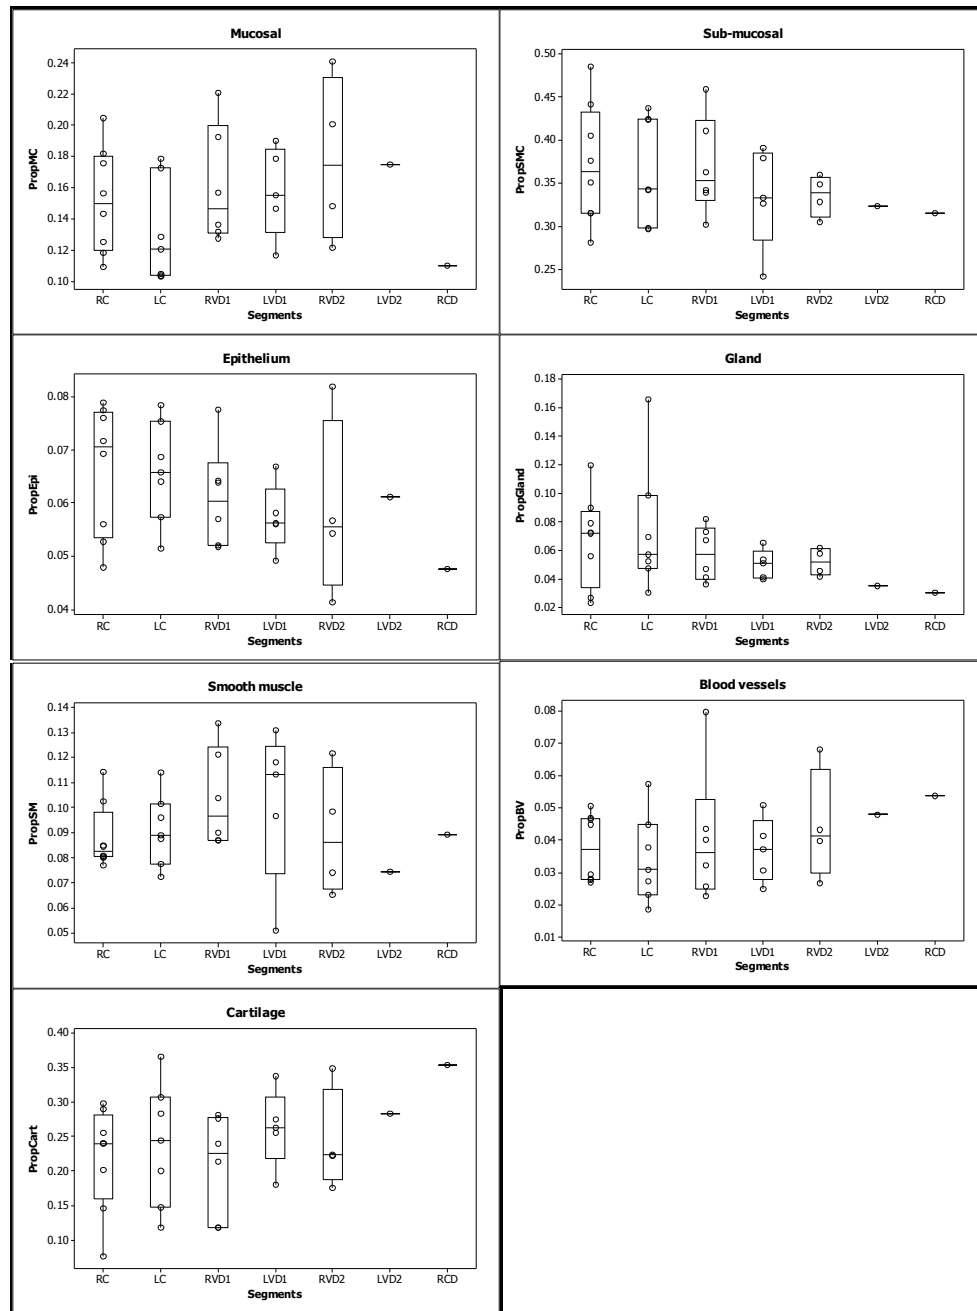 Mucosal
PropMC
0.24
0.22
0.20
0.18
0.16
0.14
0.12
0.10
RC LC RVD1 LVD1 RVD2 LVD2 RCD
Segments
Sub-mucosal
PropSMC
0.50
0.45
0.40
0.35
0.30
0.25
RC LC RVD1 LVD1 RVD2 LVD2 RCD
Segments
Epithelium
PropEpi
0.08
0.07
0.06
0.05
0.04
RC LC RVD1 LVD1 RVD2 LVD2 RCD
Segments
Gland
PropGland
0.18
0.16
0.14
0.12
0.10
0.08
0.06
0.04
0.02
RC LC RVD1 LVD1 RVD2 LVD2 RCD
Segments
Smooth muscle
PropSM
0.14
0.13
0.12
0.11
0.10
0.09
0.08
0.07
0.06
0.05
RC LC RVD1 LVD1 RVD2 LVD2 RCD
Segments
Blood vessels
PropBV
0.08
0.07
0.06
0.05
0.04
0.03
0.02
0.01
RC LC RVD1 LVD1 RVD2 LVD2 RCD
Segments
Cartilage
PropCart
0.40
0.35
0.30
0.25
0.20
0.15
0.10
RC LC RVD1 LVD1 RVD2 LVD2 RCD
Segments